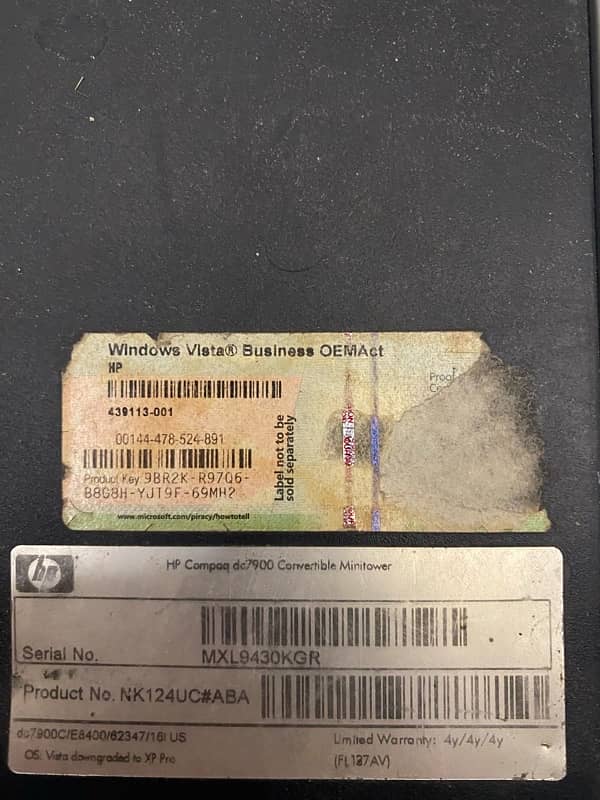 Windows Vista® Business OEMAct
HP
Proof
439113-001
00144-478-524-891
Label not to be
sold separately
Product Key: 9BR2K-R97Q6-
B8G8H-YJT9F-69MH2
www.microsoft.com/piracy/howtotell
hp
HP Compaq dc7900 Convertible Minitower
Serial No.
MXL9430KGR
Product No. NK124UC#ABA
dc7900C/E8400/62347/16I US
Limited Warranty: 4y/4y/4y
OS: Vista downgraded to XP Pro
(FL127AV)